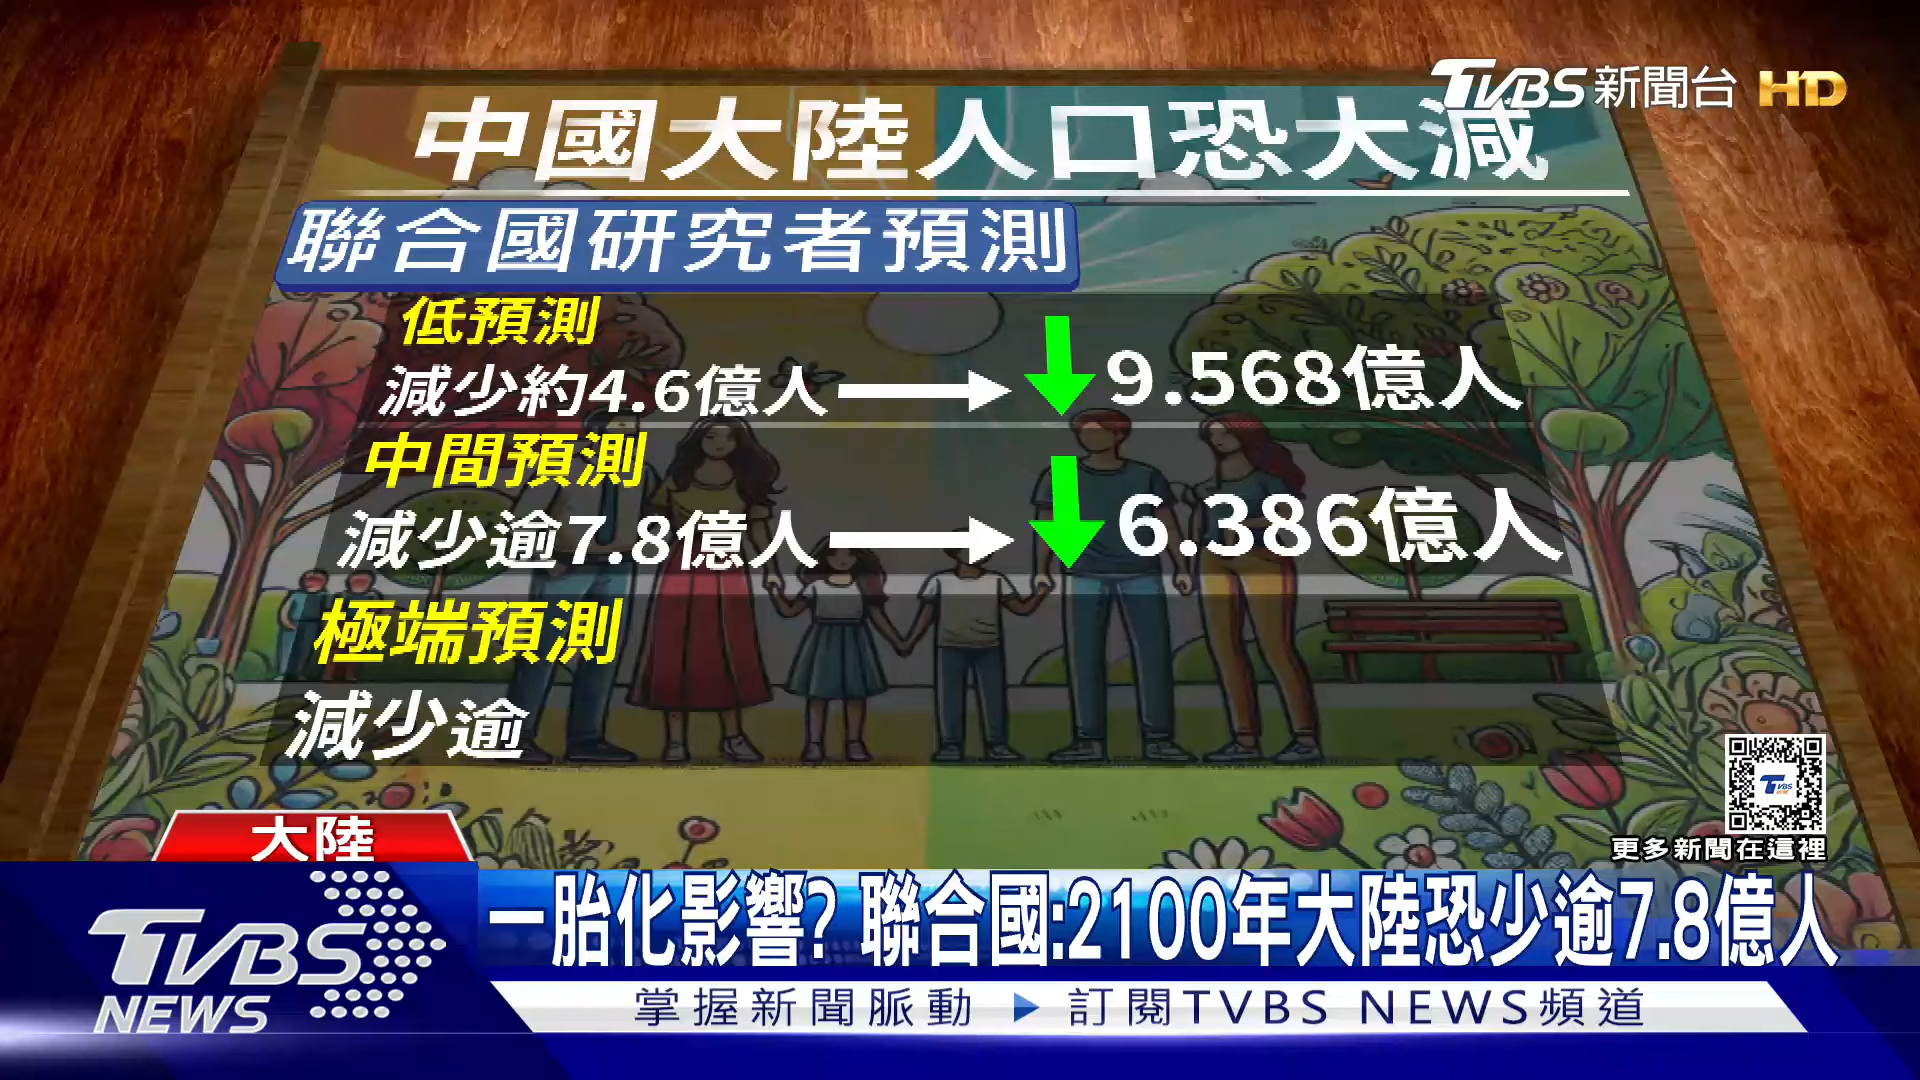 TVBS新聞台 HD
中國大陸人口恐大減
聯合國研究者預測
低預測
減少約4.6億人
9.568億人
中間預測
減少逾7.8億人
6.386億人
極端預測
減少逾
TVBS
更多新聞在這裡
大陸
一胎化影響? 聯合國:2100年大陸恐少逾7.8億人
TVBS NEWS
掌握新聞脈動 訂閱TVBS NEWS頻道